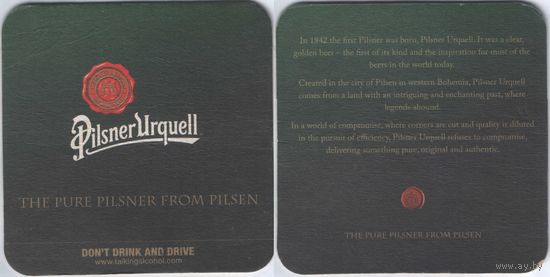 Pilsner Urquell
THE PURE PILSNER FROM PILSEN
DON'T DRINK AND DRIVE
www.talkingalcohol.com
In 1842 the first Pilsner was born, Pilsner Urquell. It was a clear,
golden beer – the first of its kind and the inspiration for most of the
beers in the world today.
Created in the city of Pilsen in western Bohemia, Pilsner Urquell
comes from a land with an intriguing and enchanting past, where
legends abound.
In a world of compromise, where corners are cut and quality is diluted
in the pursuit of efficiency, Pilsner Urquell refuses to compromise,
delivering something pure, original and authentic.
THE PURE PILSNER FROM PILSEN
www.ay.by